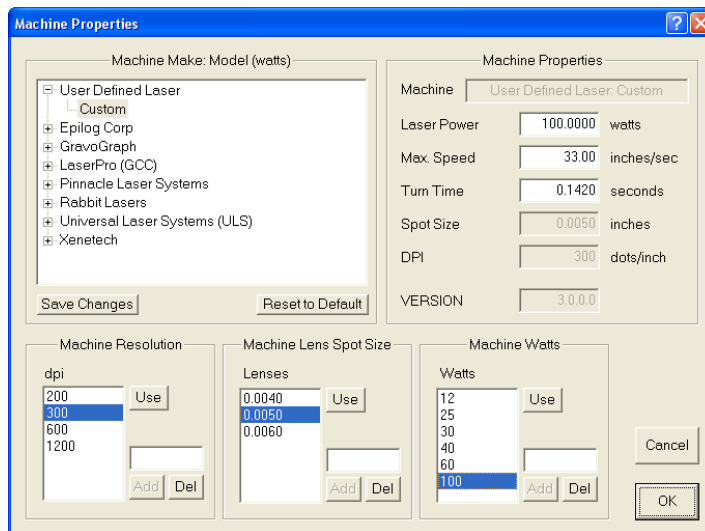 Machine Properties
Machine Make: Model (watts)
User Defined Laser
Custom
Epilog Corp
GravoGraph
LaserPro (GCC)
Pinnacle Laser Systems
Rabbit Lasers
Universal Laser Systems (ULS)
Xenetech
Save Changes Reset to Default
Machine Properties
Machine User Defined Laser: Custom
Laser Power 100.0000 watts
Max. Speed 33.00 inches/sec
Turn Time 0.1420 seconds
Spot Size 0.0050 inches
DPI 300 dots/inch
VERSION 3.0.0.0
Machine Resolution
dpi
200
300
600
1200
Use
Add Del
Machine Lens Spot Size
Lenses
0.0040
0.0050
0.0060
Use
Add Del
Machine Watts
Watts
12
25
30
40
60
100
Use
Add Del
Cancel
OK